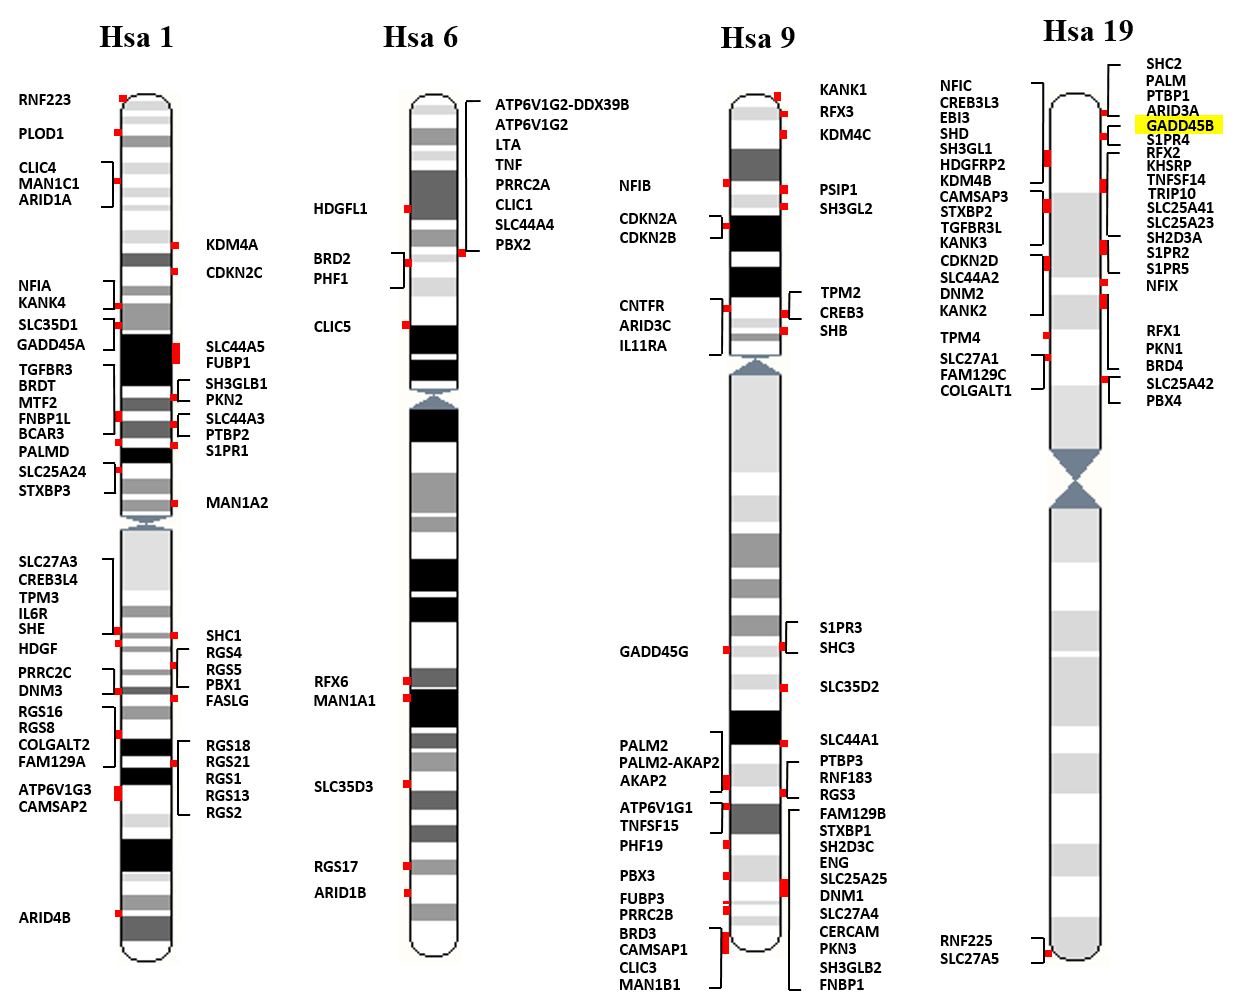 Hsa 1
RNF223
PLOD1
CLIC4
MAN1C1
ARID1A
NFIA
KANK4
SLC35D1
GADD45A
TGFBR3
BRDT
MTF2
FNBP1L
BCAR3
PALMD
SLC25A24
STXBP3
SLC27A3
CREB3L4
TPM3
IL6R
SHE
HDGF
PRRC2C
DNM3
RGS16
RGS8
COLGALT2
FAM129A
ATP6V1G3
CAMSAP2
ARID4B
KDM4A
CDKN2C
SLC44A5
FUBP1
SH3GLB1
PKN2
SLC44A3
PTBP2
S1PR1
MAN1A2
SHC1
RGS4
RGS5
PBX1
FASLG
RGS18
RGS21
RGS1
RGS13
RGS2
Hsa 6
HDGFL1
BRD2
PHF1
CLIC5
RFX6
MAN1A1
SLC35D3
RGS17
ARID1B
ATP6V1G2-DDX39B
ATP6V1G2
LTA
TNF
PRRC2A
CLIC1
SLC44A4
PBX2
Hsa 9
NFIB
CDKN2A
CDKN2B
CNTFR
ARID3C
IL11RA
GADD45G
PALM2
PALM2-AKAP2
AKAP2
ATP6V1G1
TNFSF15
PHF19
PBX3
FUBP3
PRRC2B
BRD3
CAMSAP1
CLIC3
MAN1B1
KANK1
RFX3
KDM4C
PSIP1
SH3GL2
TPM2
CREB3
SHB
S1PR3
SHC3
SLC35D2
SLC44A1
PTBP3
RNF183
RGS3
FAM129B
STXBP1
SH2D3C
ENG
SLC25A25
DNM1
SLC27A4
CERCAM
PKN3
SH3GLB2
FNBP1
Hsa 19
NFIC
CREB3L3
EBI3
SHD
SH3GL1
HDGFRP2
KDM4B
CAMSAP3
STXBP2
TGFBR3L
KANK3
CDKN2D
SLC44A2
DNM2
KANK2
TPM4
SLC27A1
FAM129C
COLGALT1
RNF225
SLC27A5
SHC2
PALM
PTBP1
ARID3A
GADD45B
S1PR4
RFX2
KHSRP
TNFSF14
TRIP10
SLC25A41
SLC25A23
SH2D3A
S1PR2
S1PR5
NFIX
RFX1
PKN1
BRD4
SLC25A42
PBX4